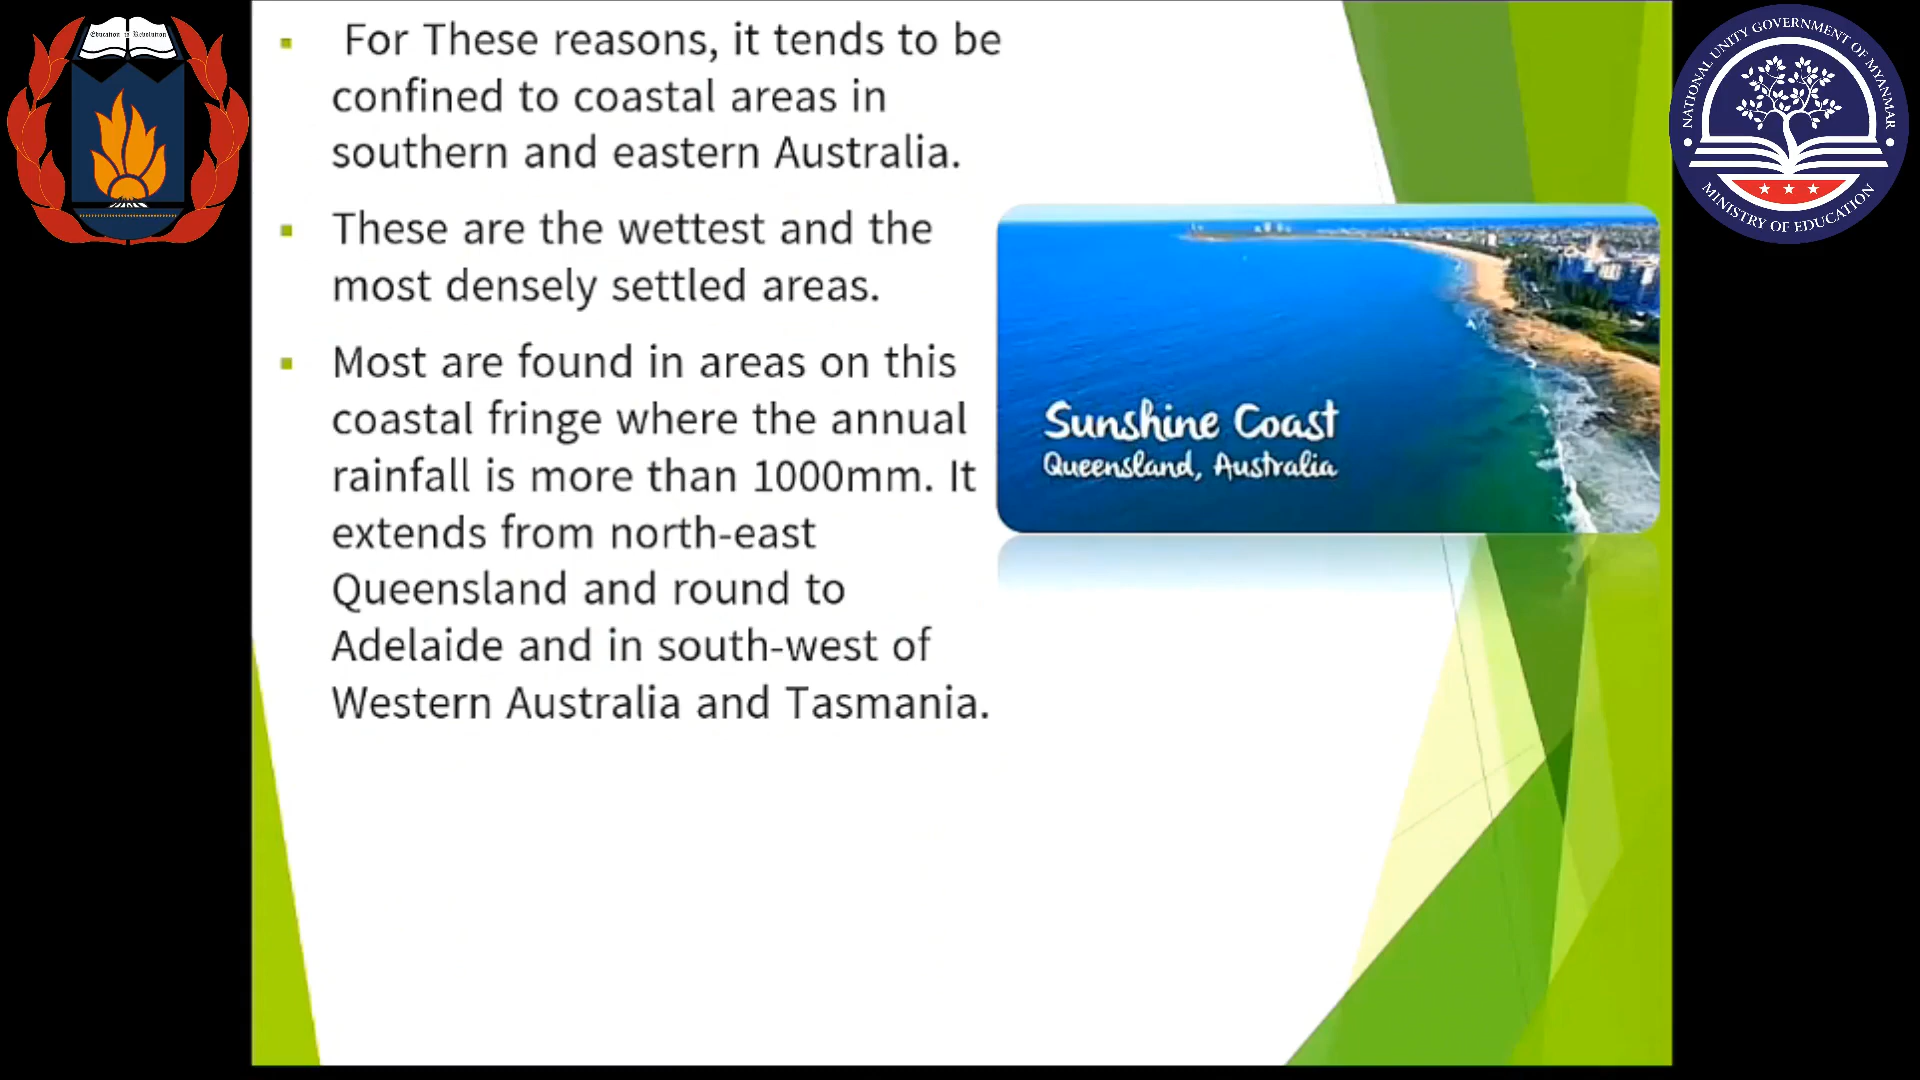 Education in Revolution
For These reasons, it tends to be
confined to coastal areas in
southern and eastern Australia.
These are the wettest and the
most densely settled areas.
Most are found in areas on this
coastal fringe where the annual
rainfall is more than 1000mm. It
extends from north-east
Queensland and round to
Adelaide and in south-west of
Western Australia and Tasmania.
Sunshine Coast
Queensland, Australia
NATIONAL UNITY GOVERNMENT OF MYANMAR
MINISTRY OF EDUCATION